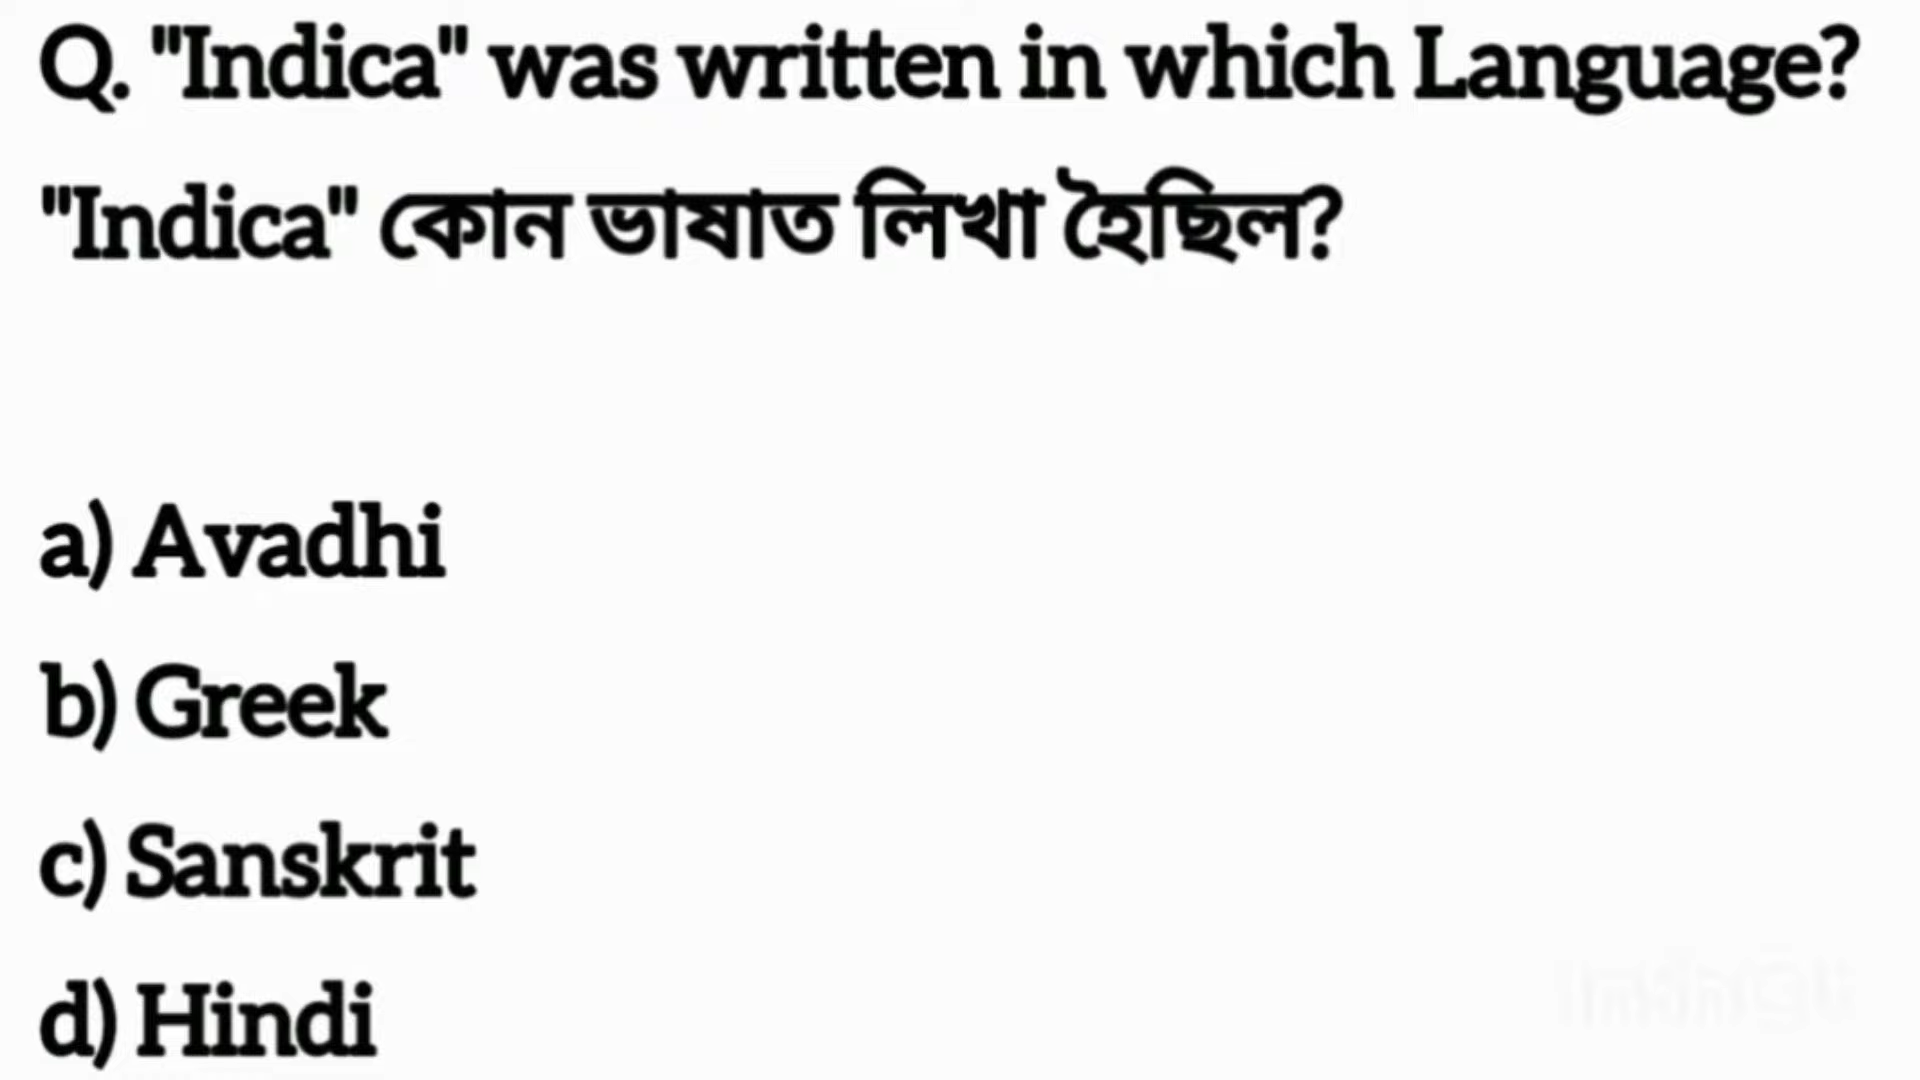 Q. "Indica" was written in which Language?
"Indica" কোন ভাষাত লিখা হৈছিল?
a) Avadhi
b) Greek
c) Sanskrit
d) Hindi